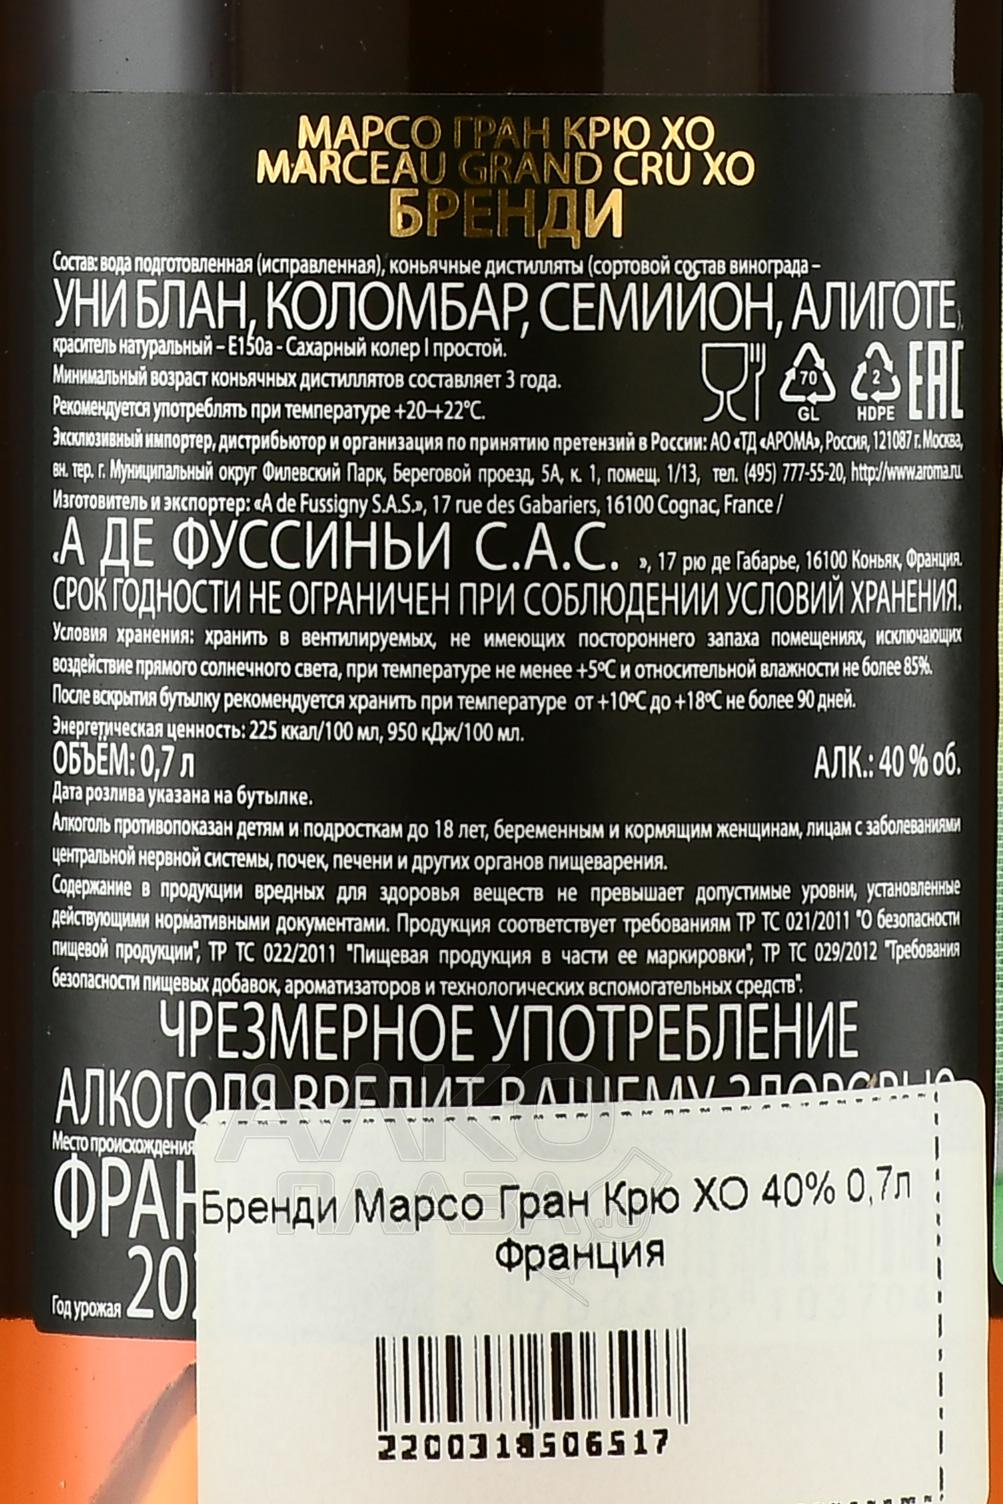 МАРСО ГРАН КРЮ ХО
MARCEAU GRAND CRU XO
БРЕНДИ
Состав: вода подготовленная (исправленная), коньячные дистилляты (сортовой состав винограда –
УНИ БЛАН, КОЛОМБАР, СЕМИЙОН, АЛИГОТЕ),
краситель натуральный – Е150а - Сахарный колер I простой.
Минимальный возраст коньячных дистиллятов составляет 3 года.
Рекомендуется употреблять при температуре +20-+22°С.
70
GL
2
HDPE
EAC
Эксклюзивный импортер, дистрибьютор и организация по принятию претензий в России: АО «ТД «АРОМА», Россия, 121087 г. Москва,
вн. тер. г. Муниципальный округ Филевский Парк, Береговой проезд, 5А, к. 1, помещ. 1/13, тел. (495) 777-55-20, http://www.aroma.ru.
Изготовитель и экспортер: «A de Fussigny S.A.S.», 17 rue des Gabariers, 16100 Cognac, France /
«А ДЕ ФУССИНЬИ С.А.С. », 17 рю де Габарье, 16100 Коньяк, Франция.
СРОК ГОДНОСТИ НЕ ОГРАНИЧЕН ПРИ СОБЛЮДЕНИИ УСЛОВИЙ ХРАНЕНИЯ.
Условия хранения: хранить в вентилируемых, не имеющих постороннего запаха помещениях, исключающих
воздействие прямого солнечного света, при температуре не менее +5ºС и относительной влажности не более 85%.
После вскрытия бутылку рекомендуется хранить при температуре от +10ºС до +18ºС не более 90 дней.
Энергетическая ценность: 225 ккал/100 мл, 950 кДж/100 мл.
ОБЪЁМ: 0,7 л
АЛК.: 40 % об.
Дата розлива указана на бутылке.
Алкоголь противопоказан детям и подросткам до 18 лет, беременным и кормящим женщинам, лицам с заболеваниями
центральной нервной системы, почек, печени и других органов пищеварения.
Содержание в продукции вредных для здоровья веществ не превышает допустимые уровни, установленные
действующими нормативными документами. Продукция соответствует требованиям ТР ТС 021/2011 "О безопасности
пищевой продукции", ТР ТС 022/2011 "Пищевая продукция в части ее маркировки", ТР ТС 029/2012 "Требования
безопасности пищевых добавок, ароматизаторов и технологических вспомогательных средств".
ЧРЕЗМЕРНОЕ УПОТРЕБЛЕНИЕ
АЛКОГОЛЯ ВРЕДИТ ВАШЕМУ ЗДОРОВЬЮ
Место происхождения
ФРАН
Год урожая 202
Бренди Марсо Гран Крю ХО 40% 0,7л
Франция
2200318506517
АЛКО
ПЛАЗА